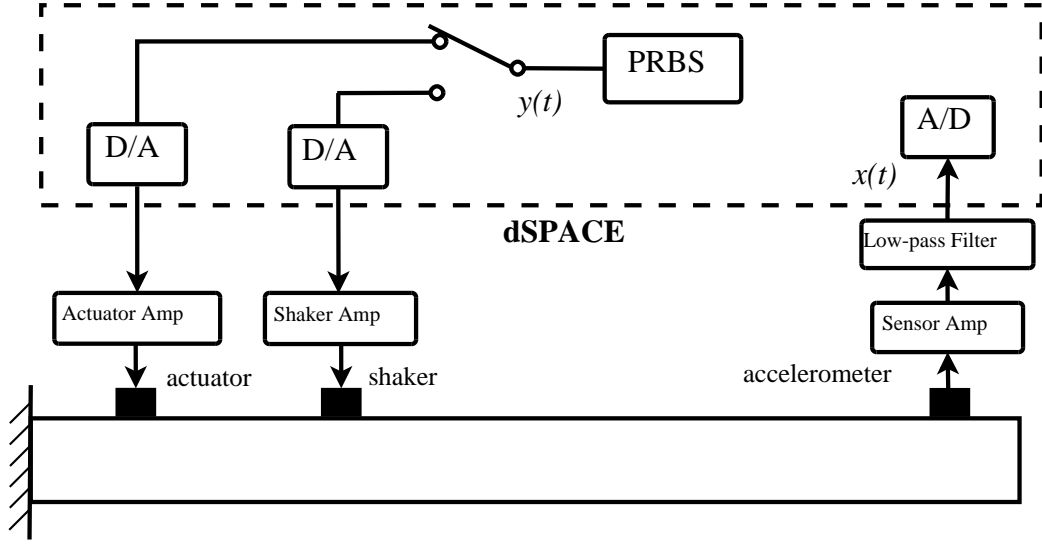 PRBS
y(t)
A/D
D/A
D/A
x(t)
dSPACE
Low-pass Filter
Actuator Amp
Shaker Amp
Sensor Amp
actuator
shaker
accelerometer